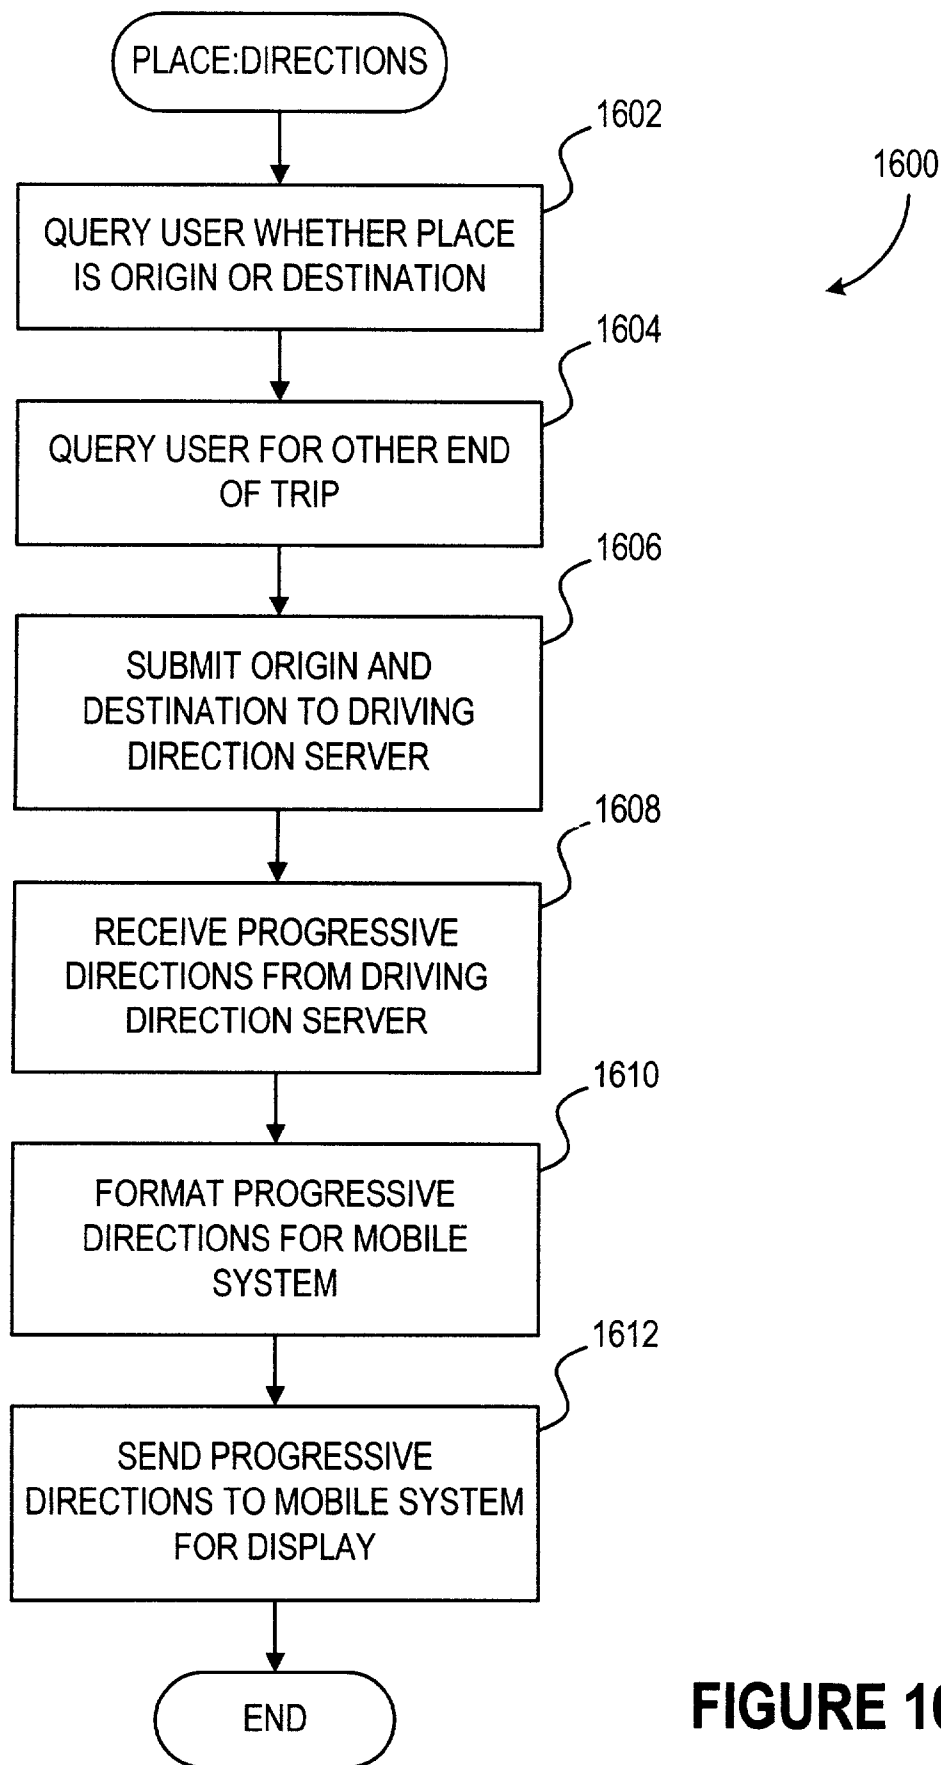 PLACE:DIRECTIONS
1602
1600
QUERY USER WHETHER PLACE
IS ORIGIN OR DESTINATION
1604
QUERY USER FOR OTHER END
OF TRIP
1606
SUBMIT ORIGIN AND
DESTINATION TO DRIVING
DIRECTION SERVER
1608
RECEIVE PROGRESSIVE
DIRECTIONS FROM DRIVING
DIRECTION SERVER
1610
FORMAT PROGRESSIVE
DIRECTIONS FOR MOBILE
SYSTEM
1612
SEND PROGRESSIVE
DIRECTIONS TO MOBILE SYSTEM
FOR DISPLAY
END
FIGURE 16